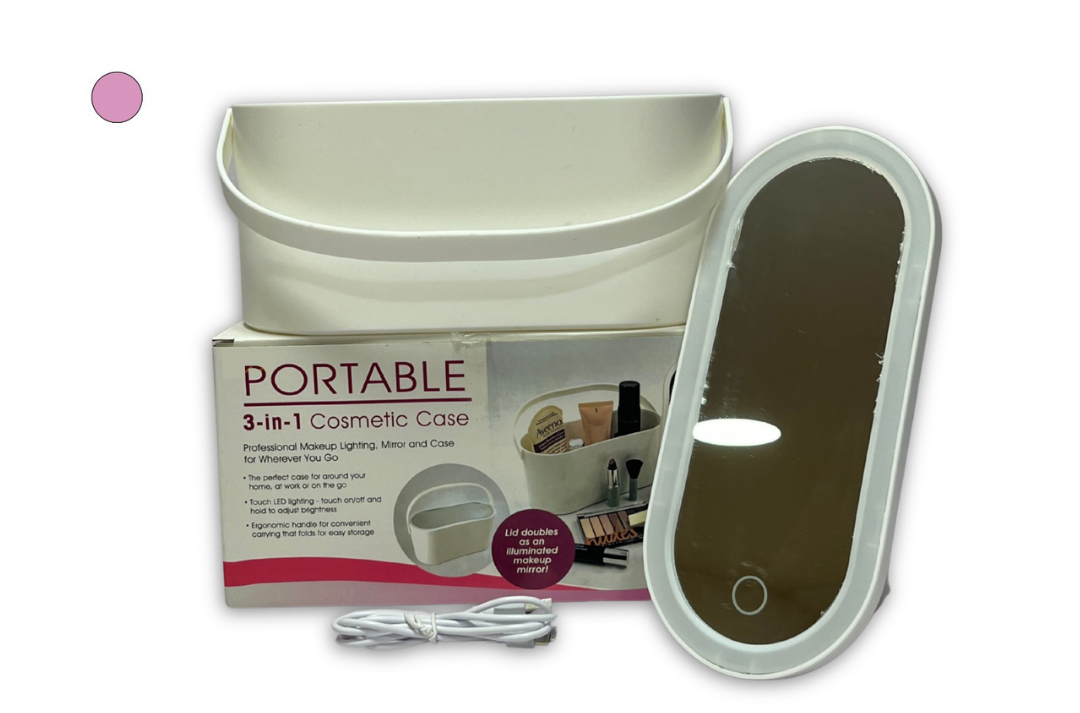 PORTABLE
3-in-1 Cosmetic Case
Professional Makeup Lighting, Mirror and Case
for Wherever You Go
• The perfect case for around your
home, at work or on the go
• Touch LED lighting - touch on/off and
hold to adjust brightness
• Ergonomic handle for convenient
carrying that folds for easy storage
Aveeno
Lid doubles
as an
illuminated
makeup
mirror!